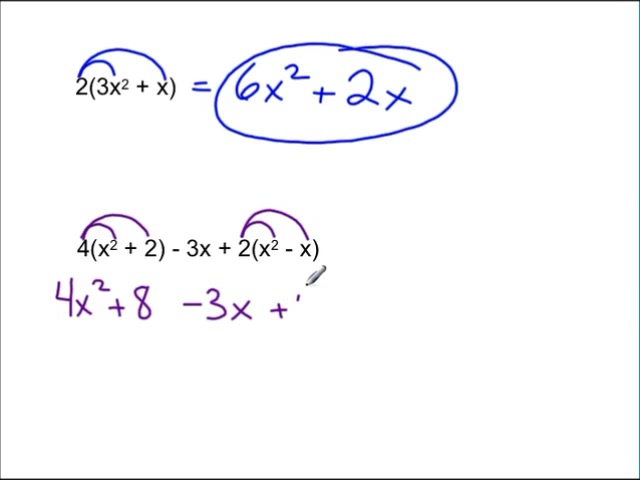 2(3x² + x) = 6x² + 2x
4(x² + 2) - 3x + 2(x² - x)
4x² + 8 - 3x +